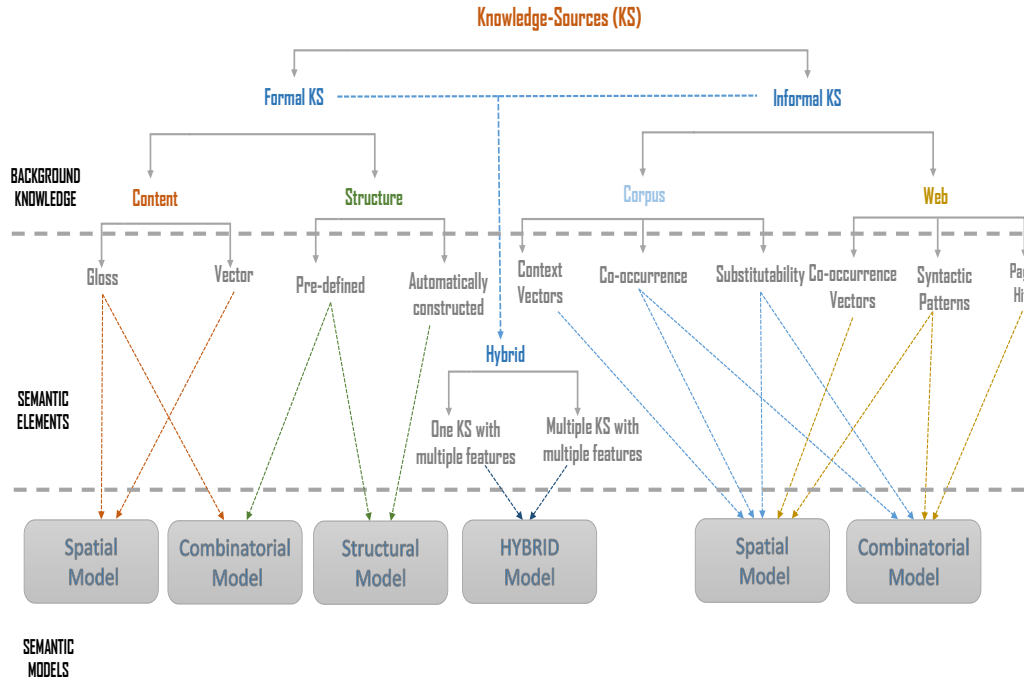 Knowledge-Sources (KS)
Formal KS
Informal KS
BACKGROUND
KNOWLEDGE
Content
Structure
Corpus
Web
Gloss
Vector
Pre-defined
Automatically
constructed
Context
Vectors
Co-occurrence
Substitutability
Co-occurrence
Vectors
Syntactic
Patterns
Hybrid
SEMANTIC
ELEMENTS
One KS with
multiple features
Multiple KS with
multiple features
Spatial
Model
Combinatorial
Model
Structural
Model
HYBRID
Model
Spatial
Model
Combinatorial
Model
SEMANTIC
MODELS